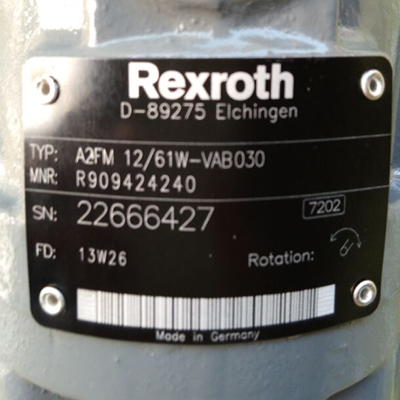 Rexroth
D-89275 Elchingen
TYP: A2FM 12/61W-VAB030
MNR: R909424240
SN: 22666427 7202
FD: 13W26 Rotation:
Made in Germany